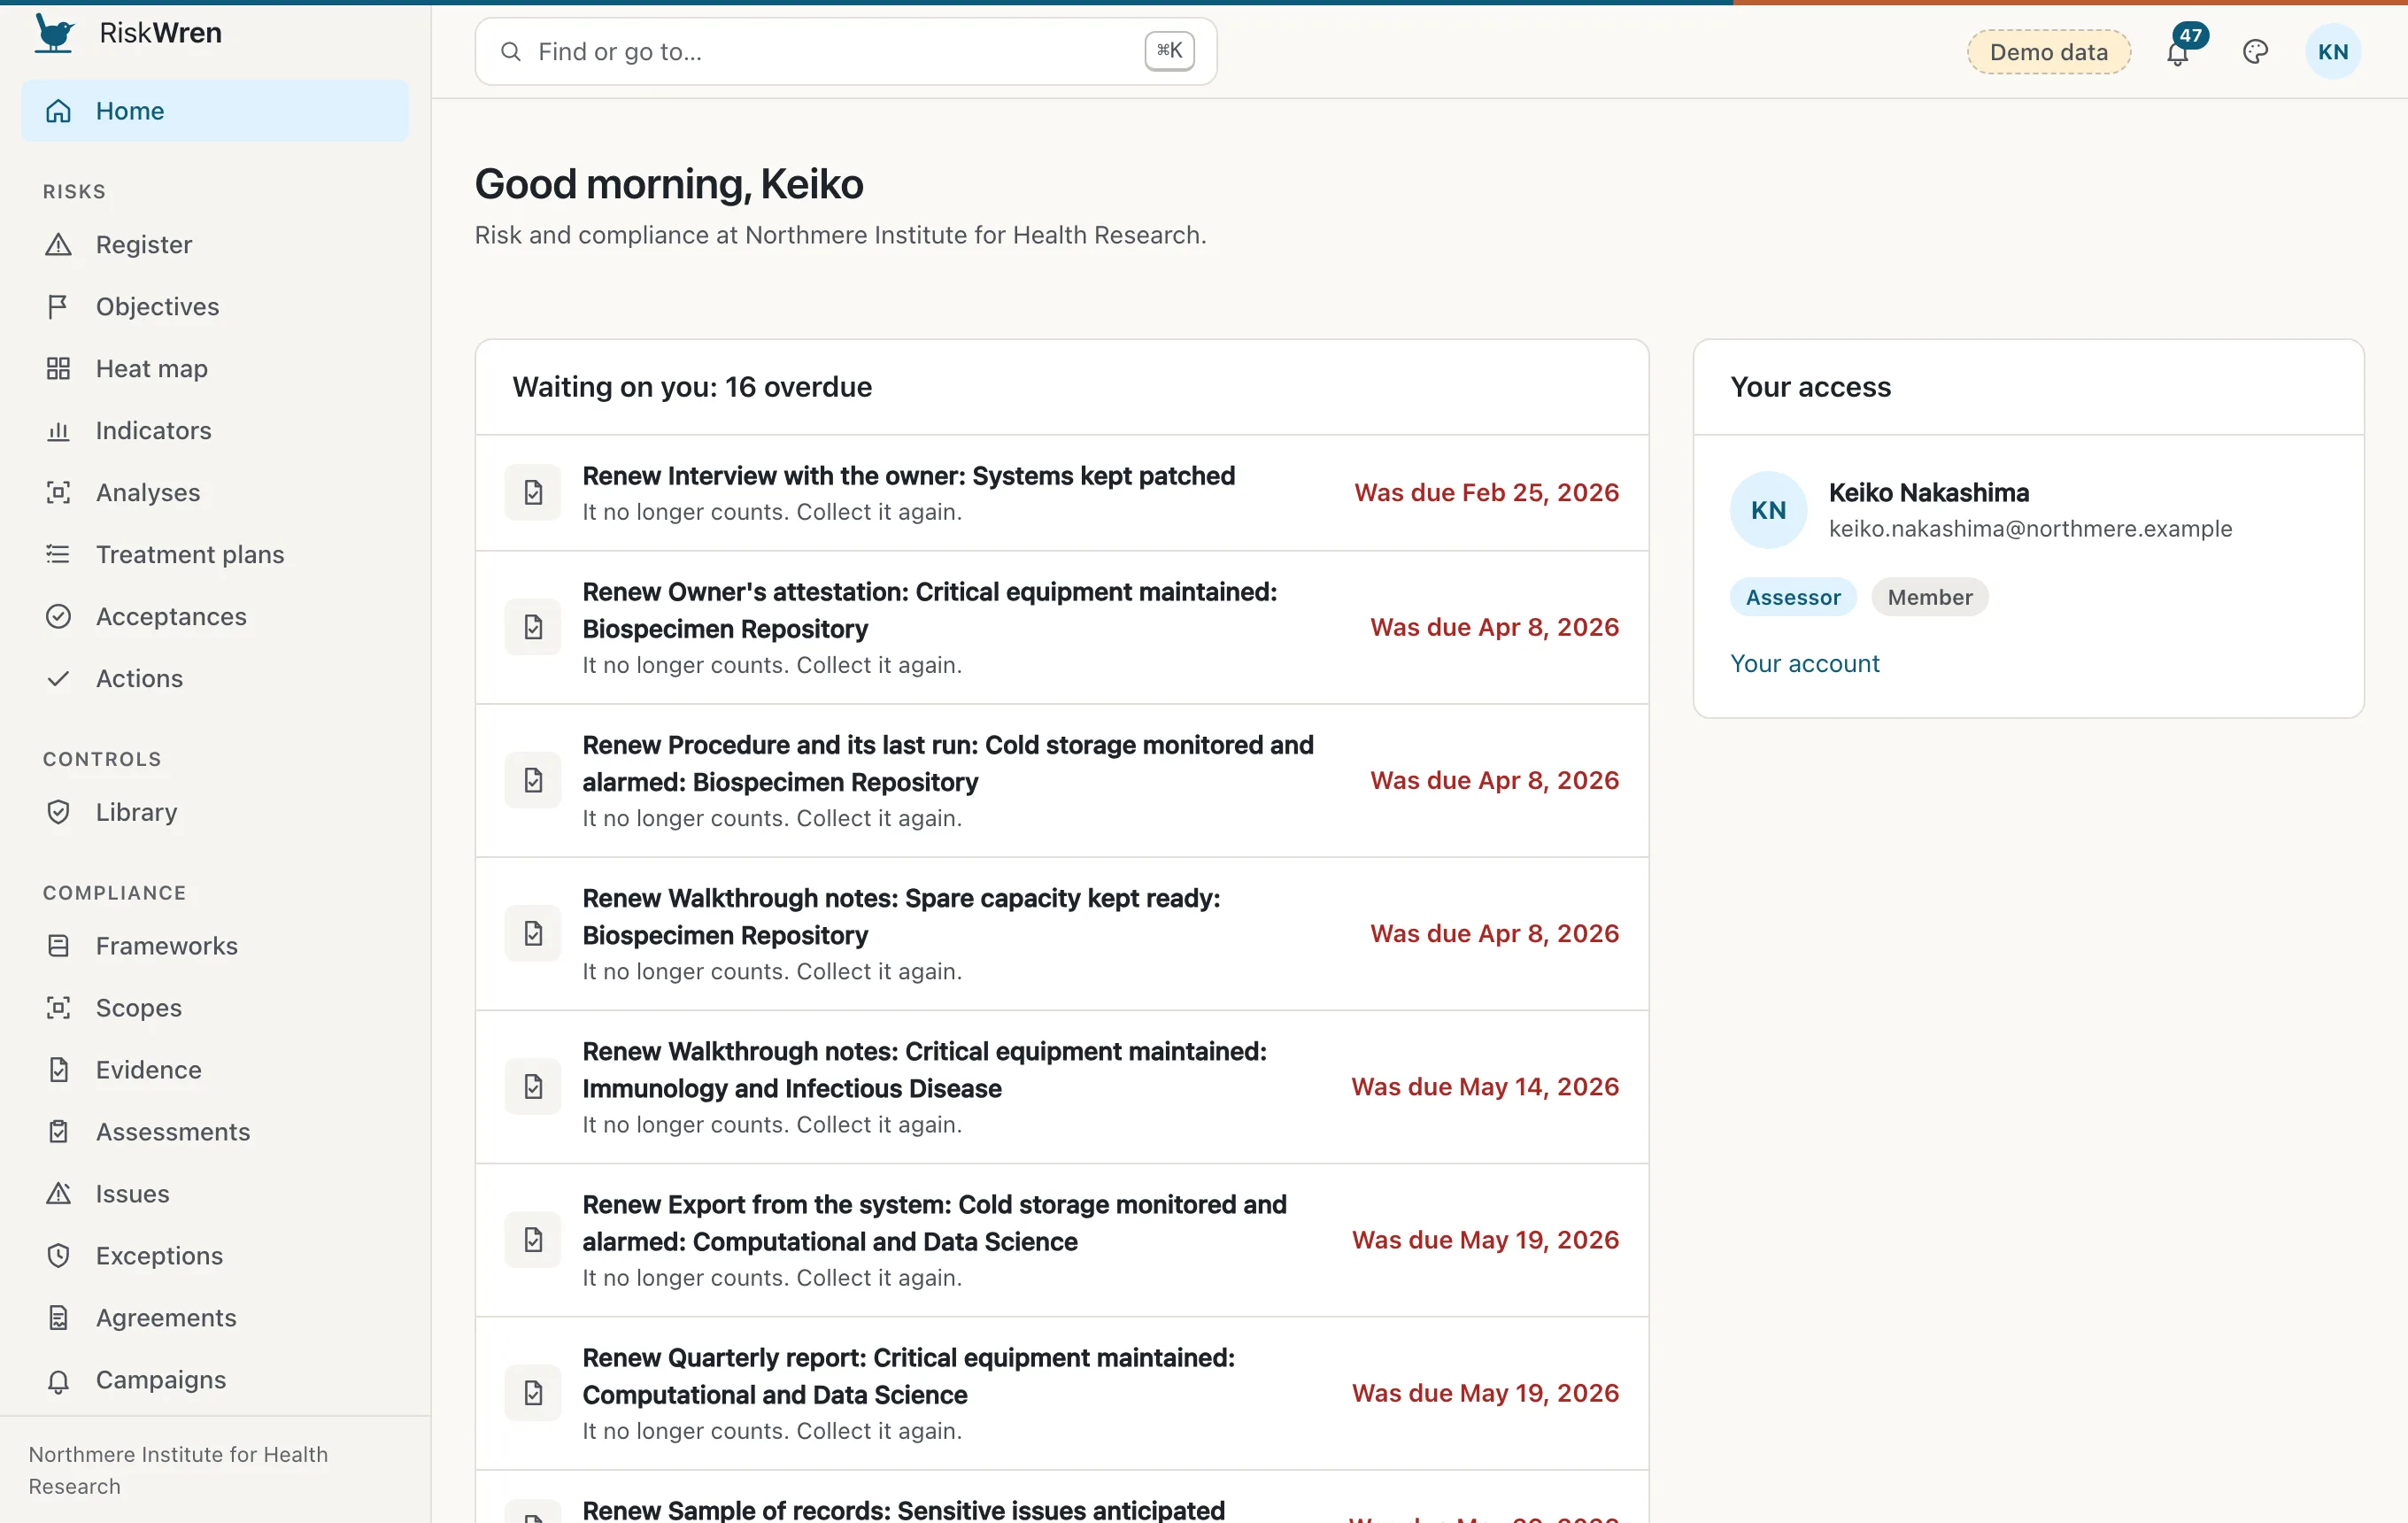 RiskWren
Find or go to...
⌘K
Demo data
47
KN
Home
RISKS
Register
Objectives
Heat map
Indicators
Analyses
Treatment plans
Acceptances
Actions
CONTROLS
Library
COMPLIANCE
Frameworks
Scopes
Evidence
Assessments
Issues
Exceptions
Agreements
Campaigns
Northmere Institute for Health
Research
Good morning, Keiko
Risk and compliance at Northmere Institute for Health Research.
Waiting on you: 16 overdue
Renew Interview with the owner: Systems kept patched
It no longer counts. Collect it again.
Was due Feb 25, 2026
Renew Owner's attestation: Critical equipment maintained:
Biospecimen Repository
It no longer counts. Collect it again.
Was due Apr 8, 2026
Renew Procedure and its last run: Cold storage monitored and
alarmed: Biospecimen Repository
It no longer counts. Collect it again.
Was due Apr 8, 2026
Renew Walkthrough notes: Spare capacity kept ready:
Biospecimen Repository
It no longer counts. Collect it again.
Was due Apr 8, 2026
Renew Walkthrough notes: Critical equipment maintained:
Immunology and Infectious Disease
It no longer counts. Collect it again.
Was due May 14, 2026
Renew Export from the system: Cold storage monitored and
alarmed: Computational and Data Science
It no longer counts. Collect it again.
Was due May 19, 2026
Renew Quarterly report: Critical equipment maintained:
Computational and Data Science
It no longer counts. Collect it again.
Was due May 19, 2026
Renew Sample of records: Sensitive issues anticipated
Your access
KN
Keiko Nakashima
keiko.nakashima@northmere.example
Assessor
Member
Your account